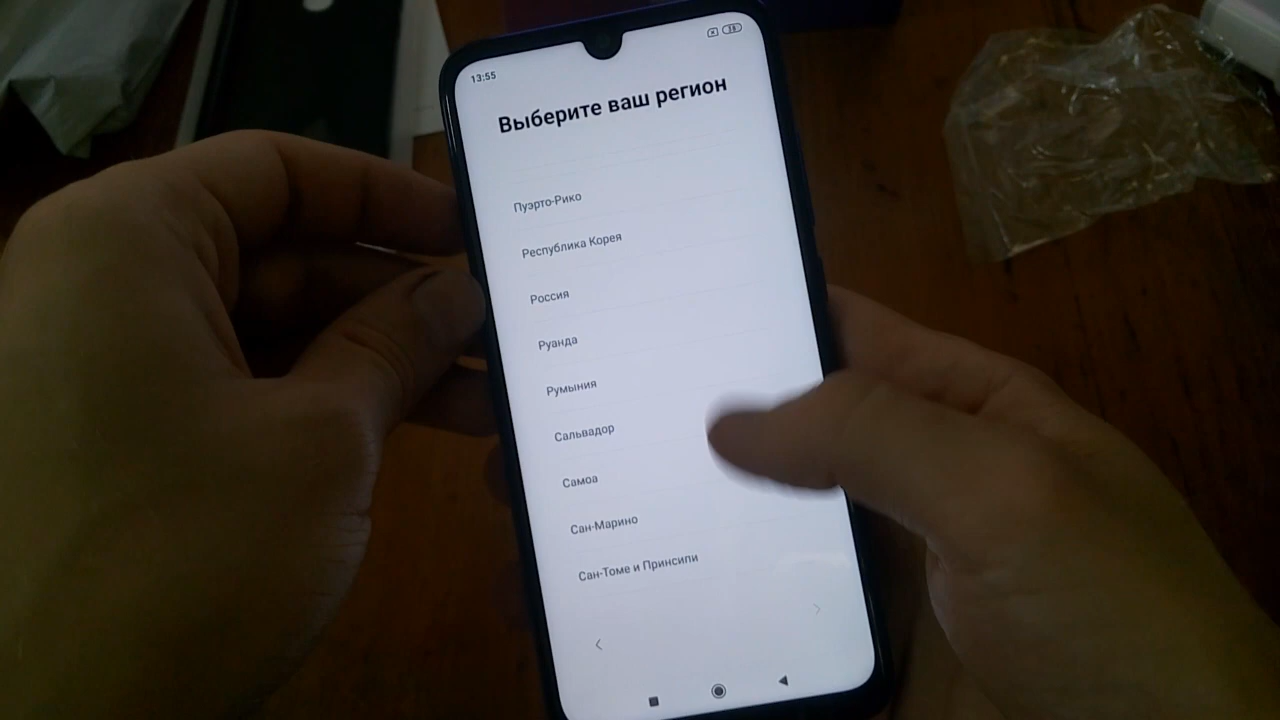 13:55
Выберите ваш регион
Пуэрто-Рико
Республика Корея
Россия
Руанда
Румыния
Сальвадор
Самоа
Сан-Марино
Сан-Томе и Принсипи